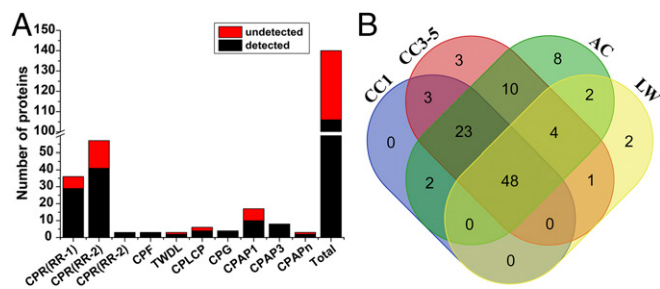 A
undetected
detected
Number of proteins
150
140
130
120
110
100
50
40
30
20
10
0
CPR(RR-1)
CPR(RR-2)
CPR(RR-2)
CPF
TWDL
CPLCP
CPG
CPAP1
CPAP3
CPAPn
Total
B
CC1
CC3-5
AC
LW
3
8
3
10
2
0
23
4
2
2
48
1
0
0
0